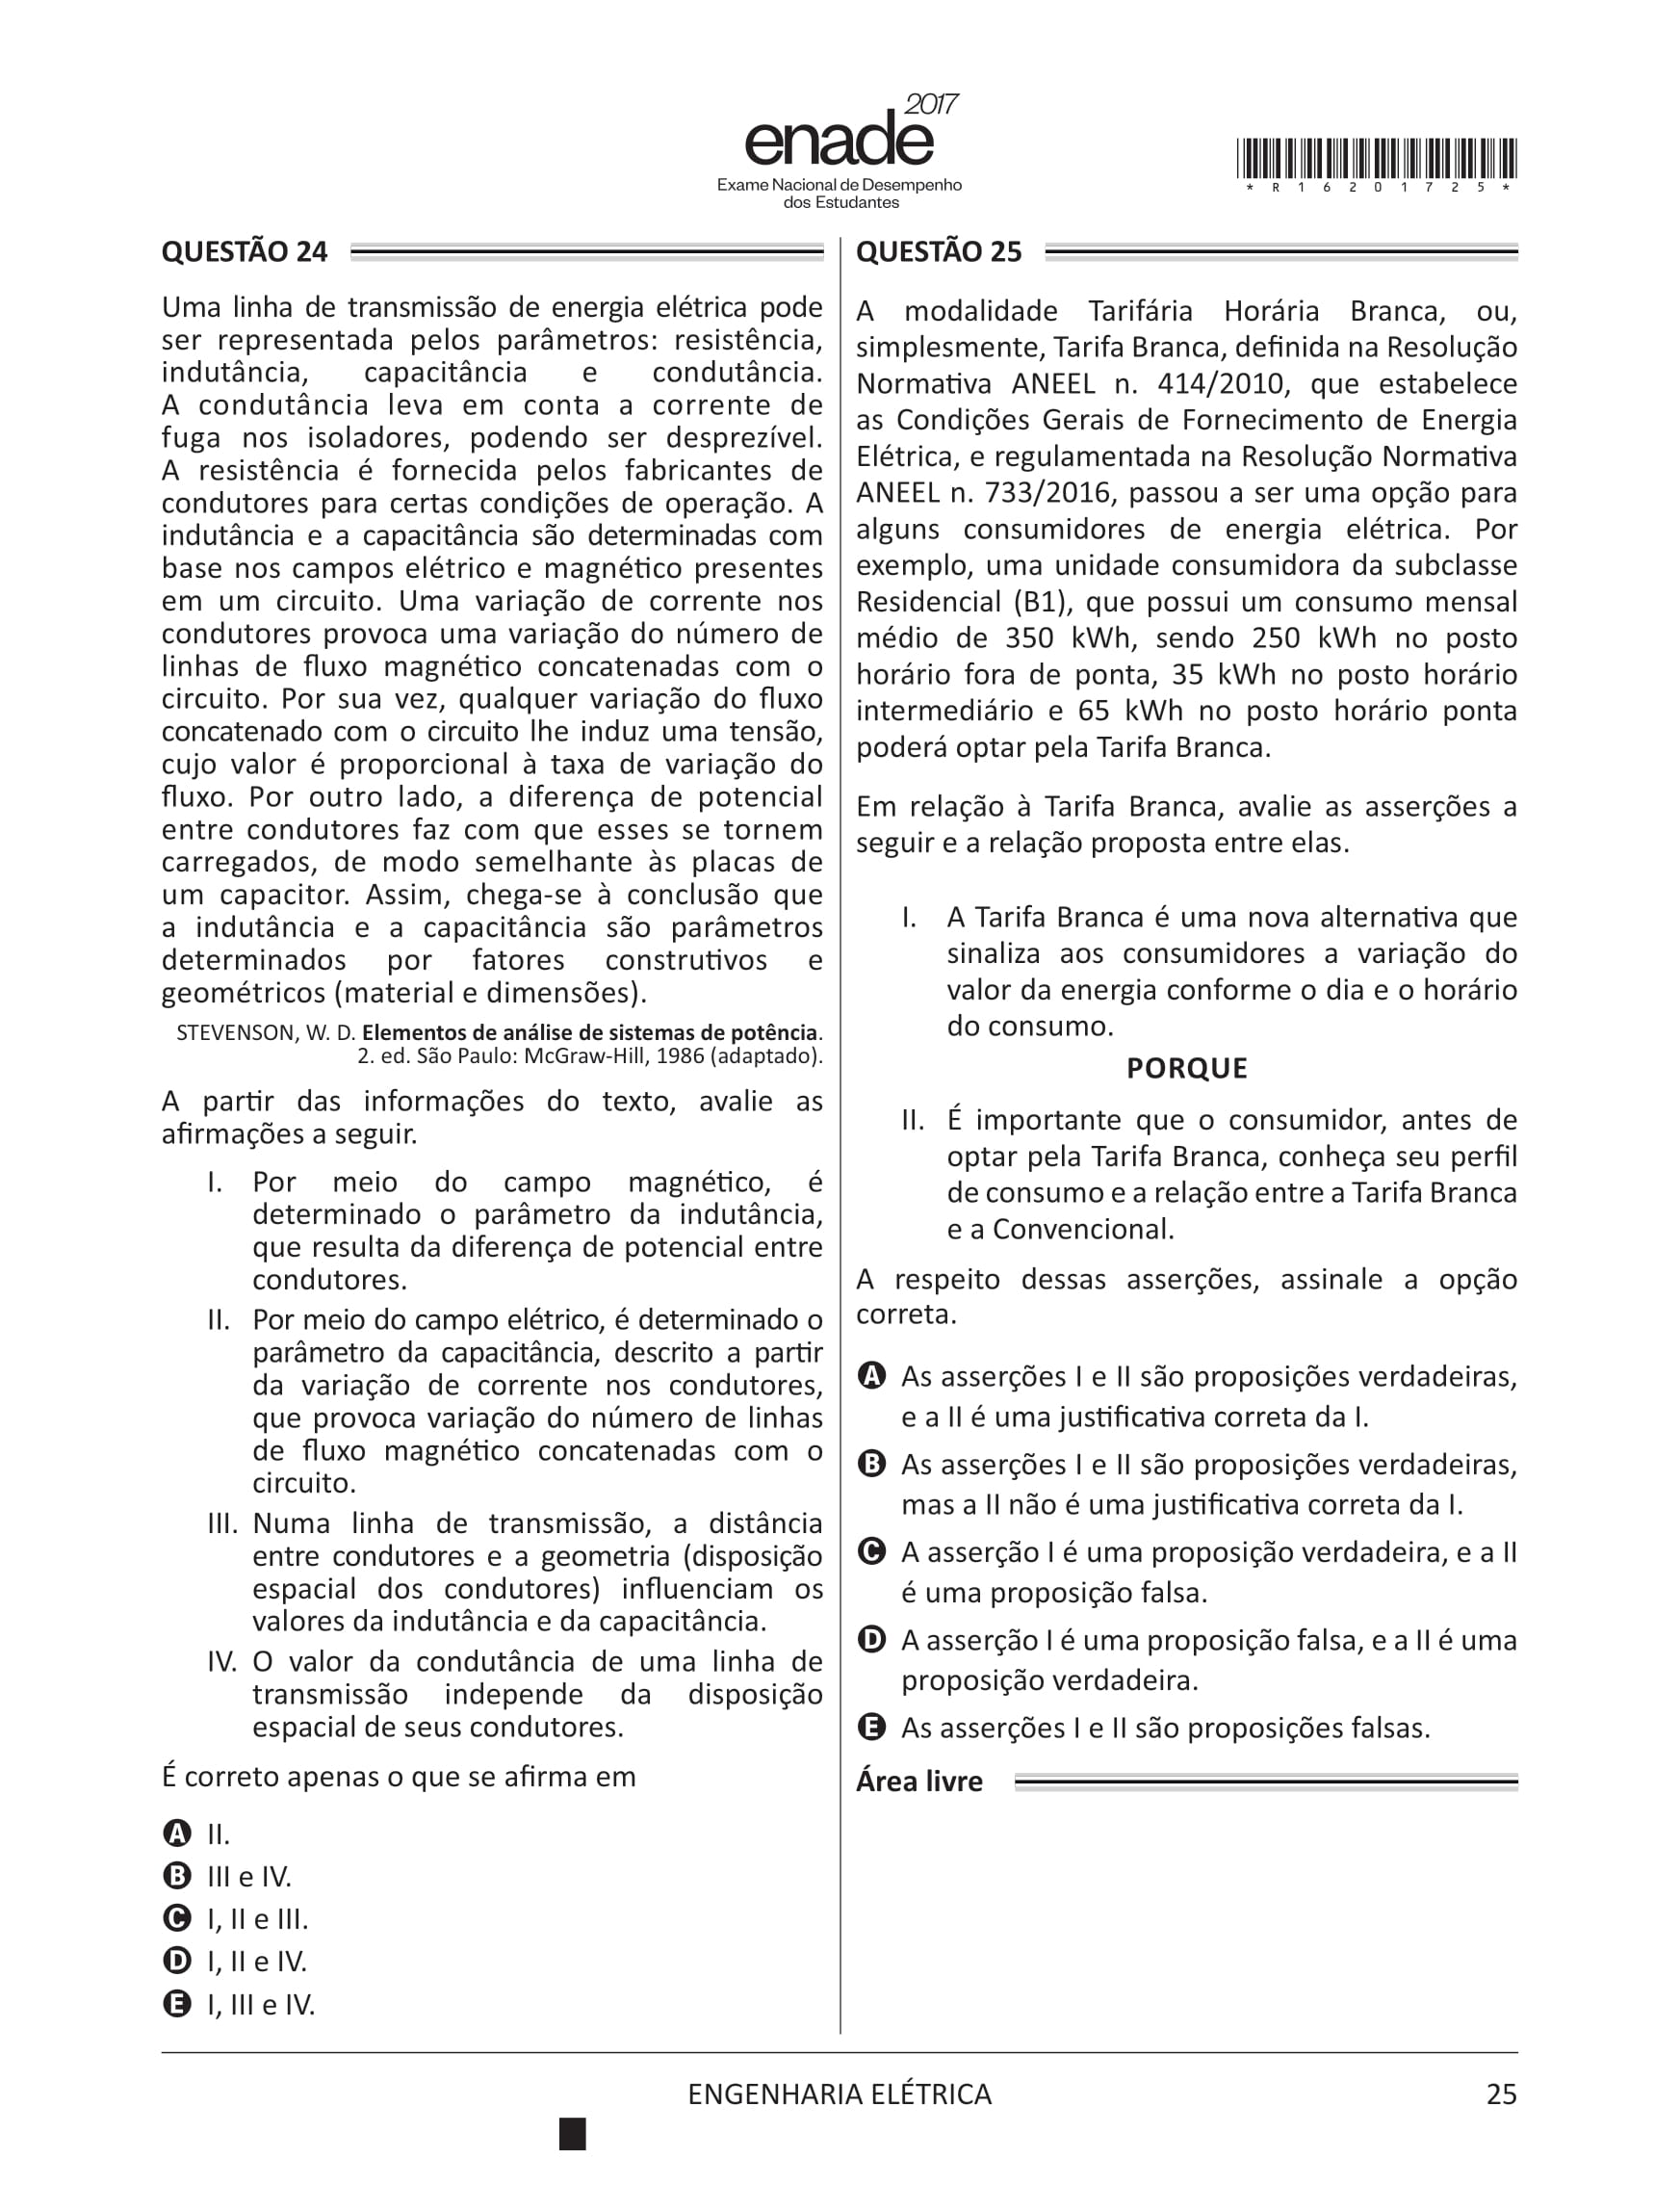 2017
enade
Exame Nacional de Desempenho
dos Estudantes
* R 1 6 2 0 1 7 2 5 *
QUESTÃO 24
Uma linha de transmissão de energia elétrica pode
ser representada pelos parâmetros: resistência,
indutância, capacitância e condutância.
A condutância leva em conta a corrente de
fuga nos isoladores, podendo ser desprezível.
A resistência é fornecida pelos fabricantes de
condutores para certas condições de operação. A
indutância e a capacitância são determinadas com
base nos campos elétrico e magnético presentes
em um circuito. Uma variação de corrente nos
condutores provoca uma variação do número de
linhas de fluxo magnético concatenadas com o
circuito. Por sua vez, qualquer variação do fluxo
concatenado com o circuito lhe induz uma tensão,
cujo valor é proporcional à taxa de variação do
fluxo. Por outro lado, a diferença de potencial
entre condutores faz com que esses se tornem
carregados, de modo semelhante às placas de
um capacitor. Assim, chega-se à conclusão que
a indutância e a capacitância são parâmetros
determinados por fatores construtivos e
geométricos (material e dimensões).
STEVENSON, W. D. Elementos de análise de sistemas de potência.
2. ed. São Paulo: McGraw-Hill, 1986 (adaptado).
A partir das informações do texto, avalie as
afirmações a seguir.
I. Por meio do campo magnético, é
determinado o parâmetro da indutância,
que resulta da diferença de potencial entre
condutores.
II. Por meio do campo elétrico, é determinado o
parâmetro da capacitância, descrito a partir
da variação de corrente nos condutores,
que provoca variação do número de linhas
de fluxo magnético concatenadas com o
circuito.
III. Numa linha de transmissão, a distância
entre condutores e a geometria (disposição
espacial dos condutores) influenciam os
valores da indutância e da capacitância.
IV. O valor da condutância de uma linha de
transmissão independe da disposição
espacial de seus condutores.
É correto apenas o que se afirma em
A II.
B III e IV.
C I, II e III.
D I, II e IV.
E I, III e IV.
QUESTÃO 25
A modalidade Tarifária Horária Branca, ou,
simplesmente, Tarifa Branca, definida na Resolução
Normativa ANEEL n. 414/2010, que estabelece
as Condições Gerais de Fornecimento de Energia
Elétrica, e regulamentada na Resolução Normativa
ANEEL n. 733/2016, passou a ser uma opção para
alguns consumidores de energia elétrica. Por
exemplo, uma unidade consumidora da subclasse
Residencial (B1), que possui um consumo mensal
médio de 350 kWh, sendo 250 kWh no posto
horário fora de ponta, 35 kWh no posto horário
intermediário e 65 kWh no posto horário ponta
poderá optar pela Tarifa Branca.
Em relação à Tarifa Branca, avalie as asserções a
seguir e a relação proposta entre elas.
I. A Tarifa Branca é uma nova alternativa que
sinaliza aos consumidores a variação do
valor da energia conforme o dia e o horário
do consumo.
PORQUE
II. É importante que o consumidor, antes de
optar pela Tarifa Branca, conheça seu perfil
de consumo e a relação entre a Tarifa Branca
e a Convencional.
A respeito dessas asserções, assinale a opção
correta.
A As asserções I e II são proposições verdadeiras,
e a II é uma justificativa correta da I.
B As asserções I e II são proposições verdadeiras,
mas a II não é uma justificativa correta da I.
C A asserção I é uma proposição verdadeira, e a II
é uma proposição falsa.
D A asserção I é uma proposição falsa, e a II é uma
proposição verdadeira.
E As asserções I e II são proposições falsas.
Área livre
ENGENHARIA ELÉTRICA
25